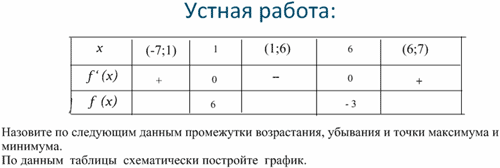 Устная работа:
x (-7;1) 1 (1;6) 6 (6;7)
f‘(x) + 0 -- 0 +
f (x) 6 - 3
Назовите по следующим данным промежутки возрастания, убывания и точки максимума и
минимума.
По данным таблицы схематически постройте график.